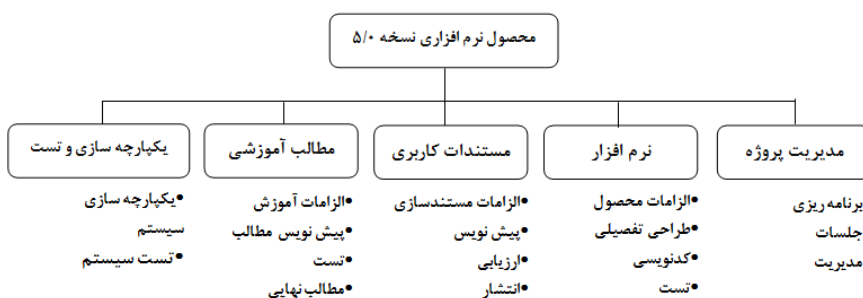 محصول نرم افزاری نسخه ۵/۰
مدیریت پروژه
برنامه ریزی
جلسات
مدیریت
نرم افزار
•الزامات محصول
•طراحی تفصیلی
•کدنویسی
•تست
مستندات کاربری
•الزامات مستندسازی
•پیش نویس
•ارزیابی
•انتشار
مطالب آموزشی
•الزامات آموزش
•پیش نویس مطالب
•تست
•مطالب نهایی
یکپارچه سازی و تست
•یکپارچه سازی
سیستم
•تست سیستم